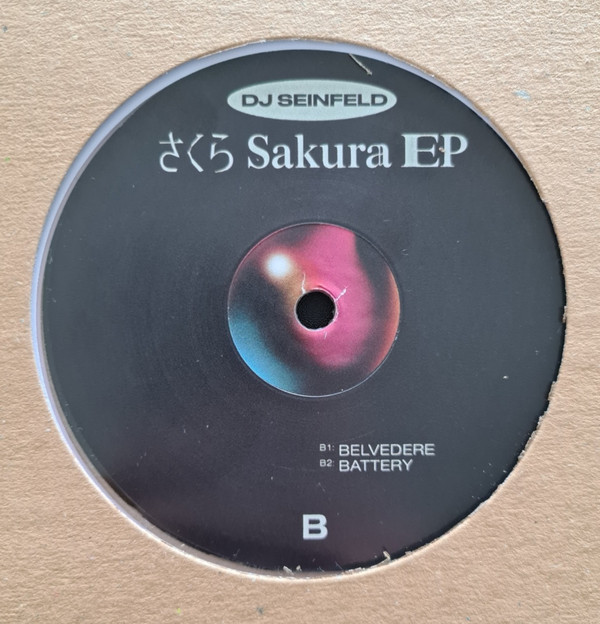 DJ SEINFELD
さくら Sakura EP
B1: BELVEDERE
B2: BATTERY
B